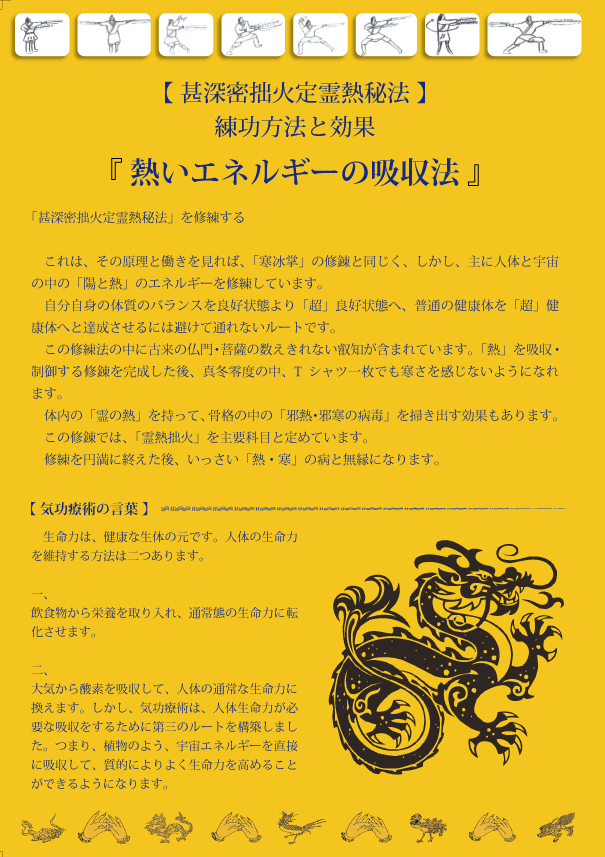 【 甚深密拙火定霊熱秘法 】
練功方法と効果
『 熱いエネルギーの吸収法 』
「甚深密拙火定霊熱秘法」を修練する
これは、その原理と働きを見れば、「寒冰掌」の修錬と同じく、しかし、主に人体と宇宙
の中の「陽と熱」のエネルギーを修練しています。
自分自身の体質のバランスを良好状態より「超」良好状態へ、普通の健康体を「超」健
康体へと達成させるには避けて通れないルートです。
この修練法の中に古来の仏門・菩薩の数えきれない叡知が含まれています。「熱」を吸収・
制御する修錬を完成した後、真冬零度の中、T シャツ一枚でも寒さを感じないようになれ
ます。
体内の「霊の熱」を持って、骨格の中の「邪熱・邪寒の病毒」を掃き出す効果もあります。
この修錬では、「霊熱拙火」を主要科目と定めています。
修練を円満に終えた後、いっさい「熱・寒」の病と無縁になります。
【 気功療術の言葉 】
生命力は、健康な生体の元です。人体の生命力
を維持する方法は二つあります。
一、
飲食物から栄養を取り入れ、通常態の生命力に転
化させます。
二、
大気から酸素を吸収して、人体の通常な生命力に
換えます。しかし、気功療術は、人体生命力が必
要な吸収をするために第三のルートを構築しまし
た。つまり、植物のよう、宇宙エネルギーを直接
に吸収して、質的によりよく生命力を高めること
ができるようになります。